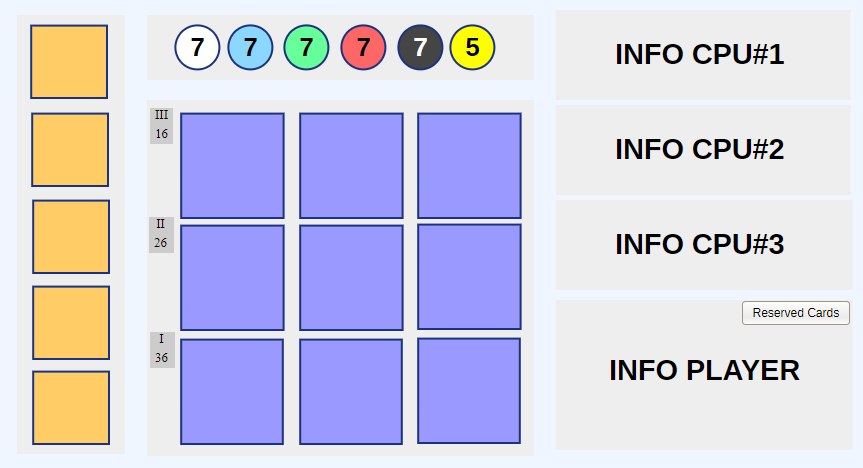 7 7 7 7 7 5
III
16
II
26
I
36
INFO CPU#1
INFO CPU#2
INFO CPU#3
Reserved Cards
INFO PLAYER